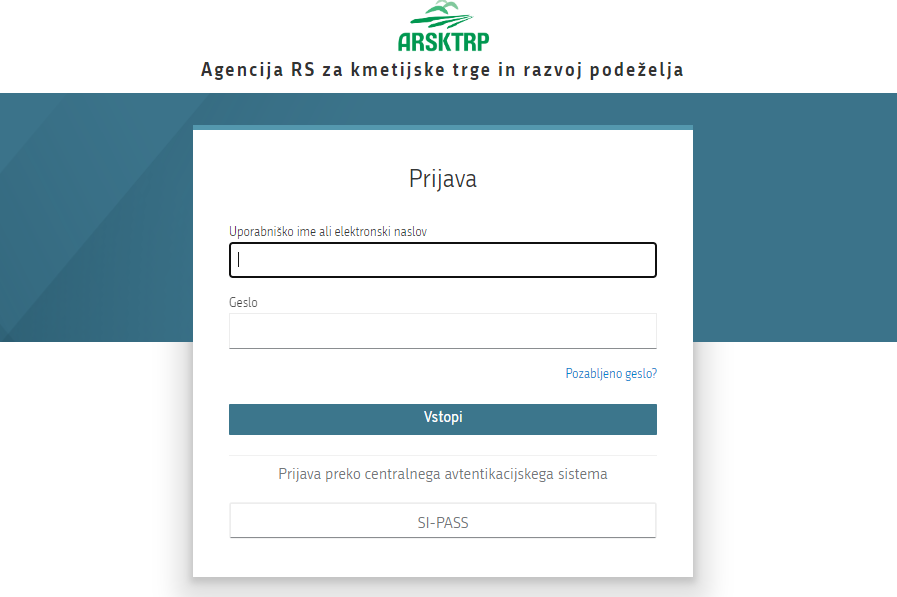 ARSKTRP
Agencija RS za kmetijske trge in razvoj podeželja
Prijava
Uporabniško ime ali elektronski naslov
Geslo
Pozabljeno geslo?
Vstopi
Prijava preko centralnega avtentikacijskega sistema
SI-PASS